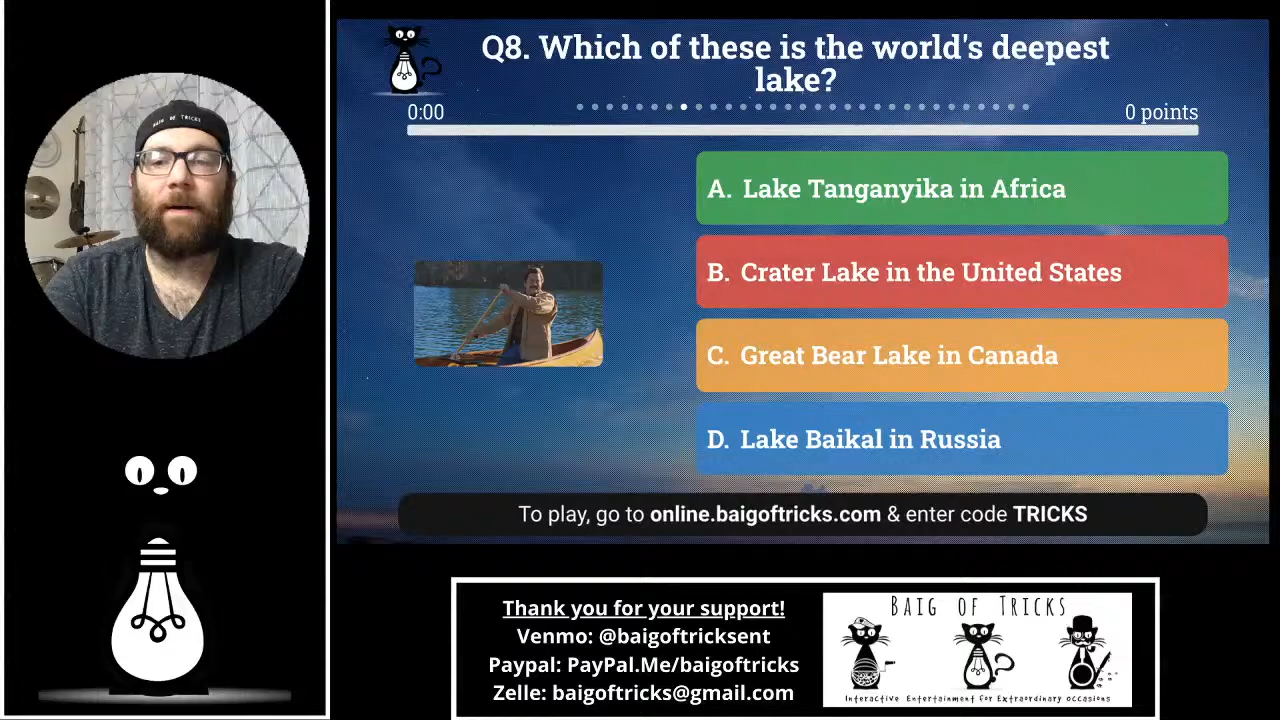 BAIG OF TRICKS
Q8. Which of these is the world's deepest
lake?
0:00
0 points
A. Lake Tanganyika in Africa
B. Crater Lake in the United States
C. Great Bear Lake in Canada
D. Lake Baikal in Russia
To play, go to online.baigoftricks.com & enter code TRICKS
Thank you for your support!
Venmo: @baigoftricksent
Paypal: PayPal.Me/baigoftricks
Zelle: baigoftricks@gmail.com
BAIG OF TRICKS
Interactive Entertainment for Extraordinary Occasions